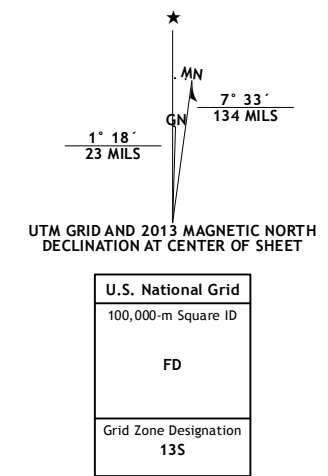 ★
MN
7° 33´
134 MILS
GN
1° 18´
23 MILS
UTM GRID AND 2013 MAGNETIC NORTH
DECLINATION AT CENTER OF SHEET
U.S. National Grid
100,000-m Square ID
FD
Grid Zone Designation
13S